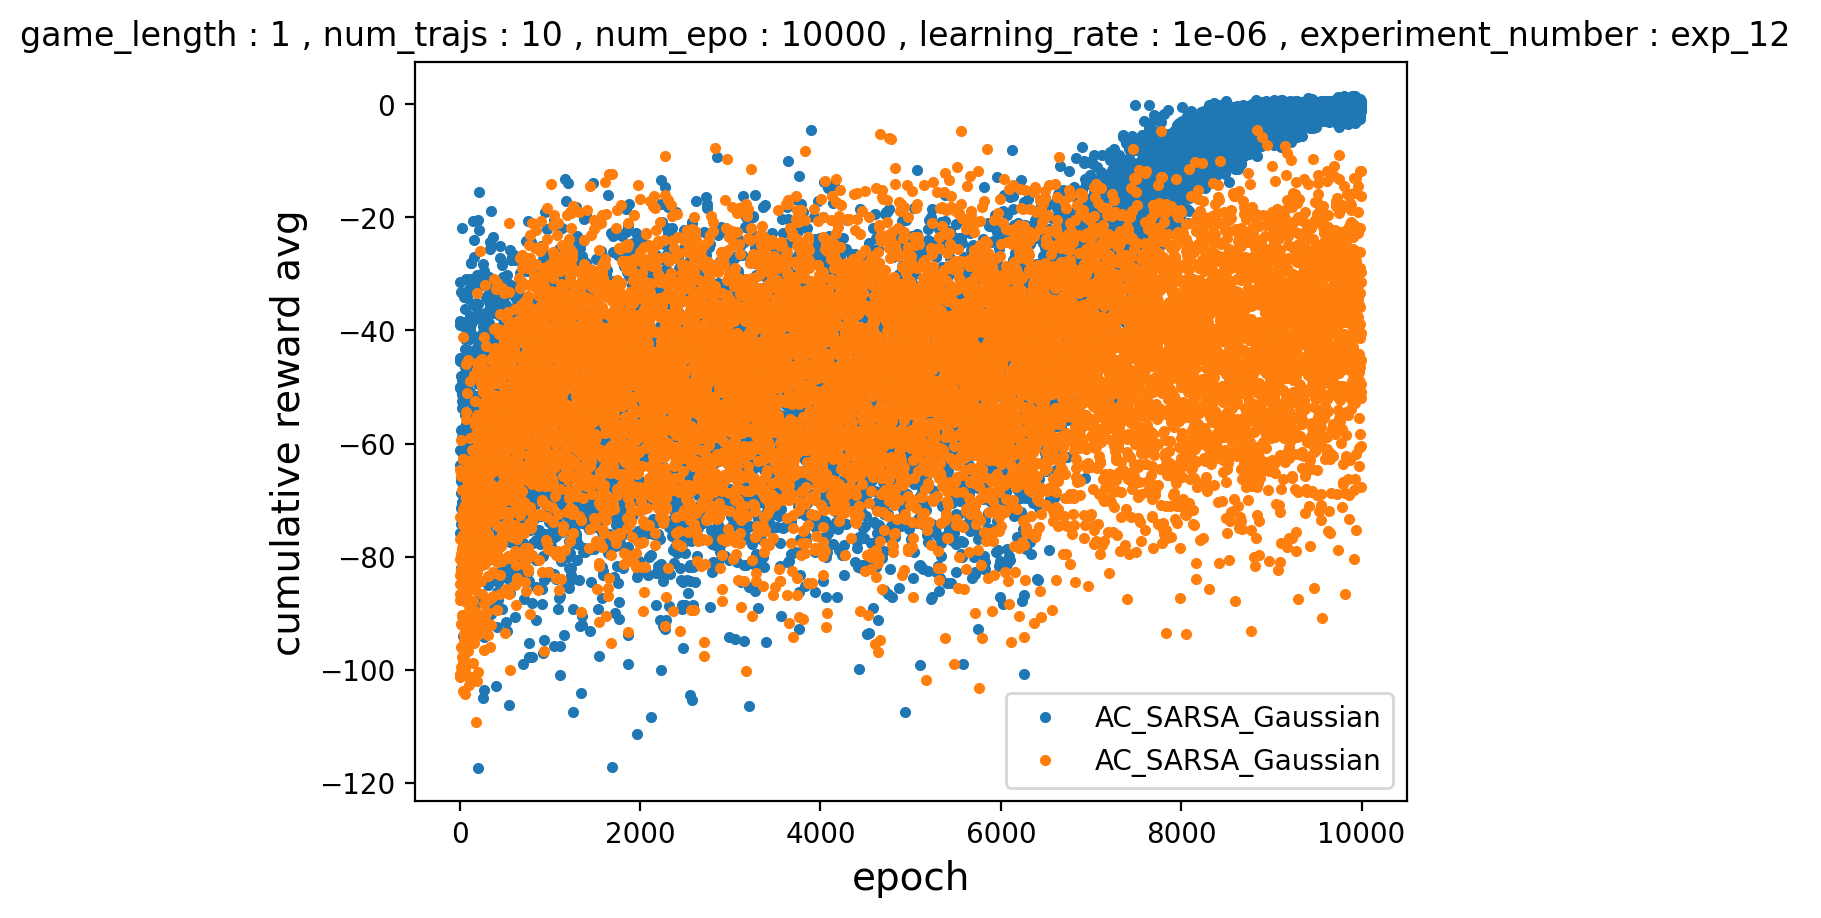 game_length : 1 , num_trajs : 10 , num_epo : 10000 , learning_rate : 1e-06 , experiment_number : exp_12
0
−20
−40
−60
−80
−100
−120
cumulative reward avg
AC_SARSA_Gaussian
AC_SARSA_Gaussian
0 2000 4000 6000 8000 10000
epoch